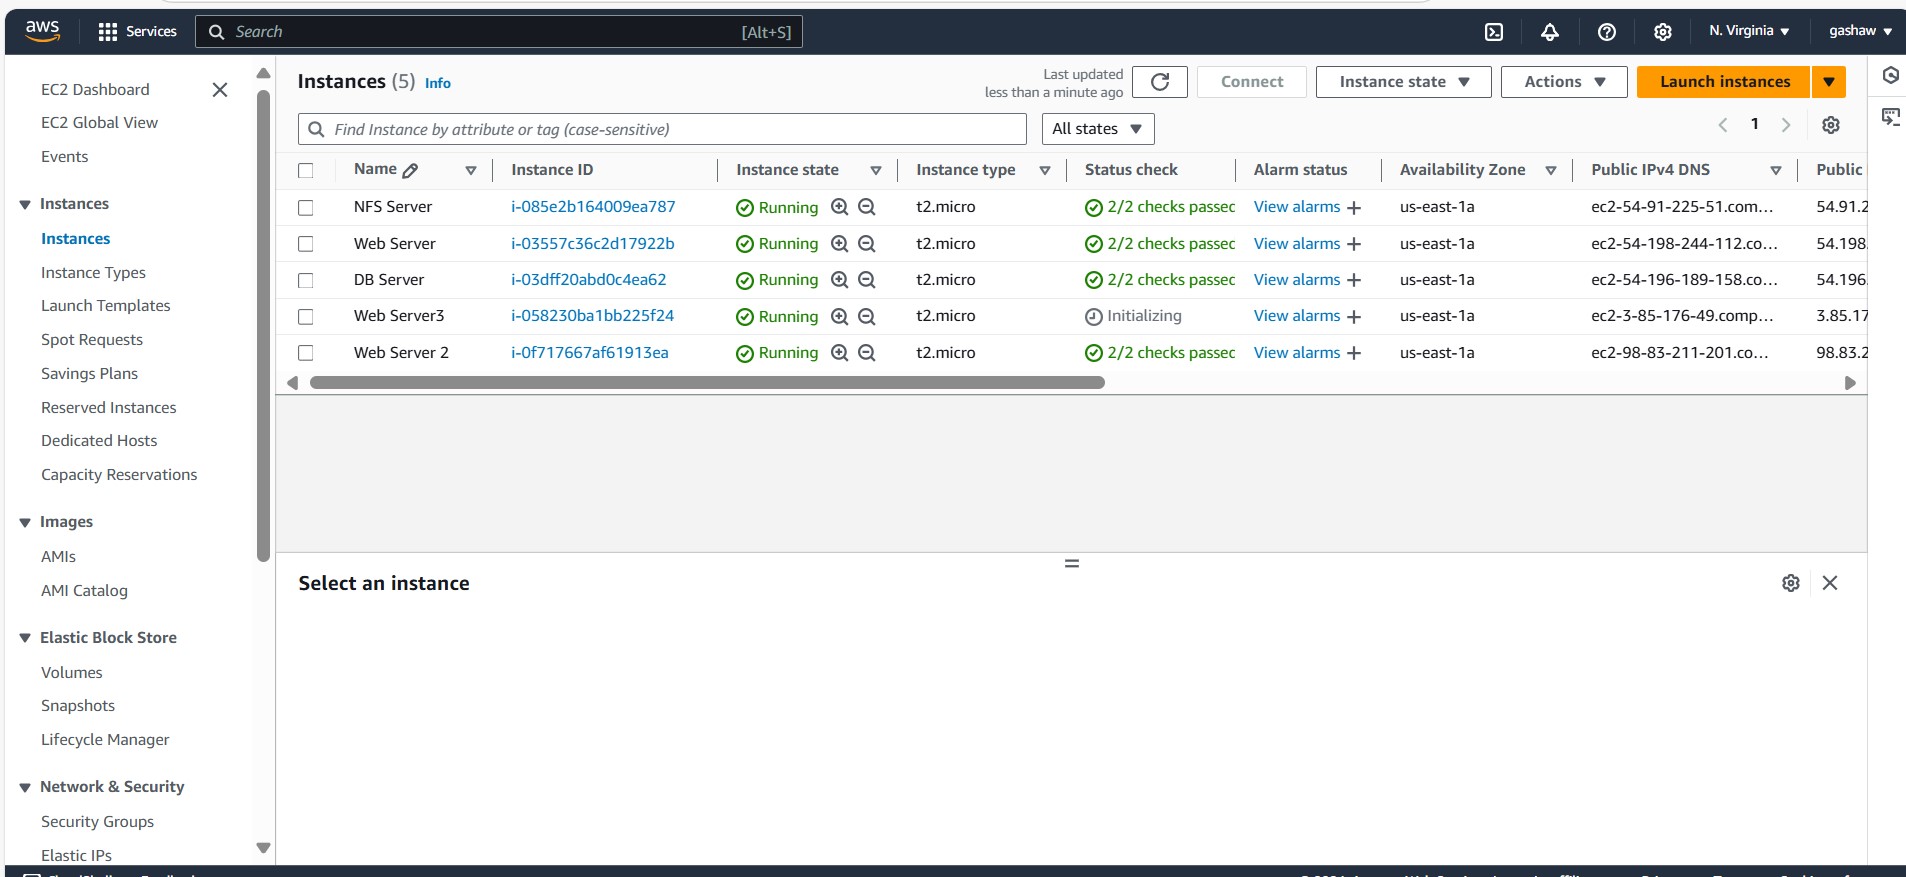 aws
Services
Search
[Alt+S]
N. Virginia
gashaw
EC2 Dashboard
EC2 Global View
Events
Instances
Instances
Instance Types
Launch Templates
Spot Requests
Savings Plans
Reserved Instances
Dedicated Hosts
Capacity Reservations
Images
AMIs
AMI Catalog
Elastic Block Store
Volumes
Snapshots
Lifecycle Manager
Network & Security
Security Groups
Elastic IPs
Instances (5) Info
Last updated
less than a minute ago
Connect
Instance state
Actions
Launch instances
Find Instance by attribute or tag (case-sensitive)
All states
1
Name Instance ID Instance state Instance type Status check Alarm status Availability Zone Public IPv4 DNS Public
NFS Server i-085e2b164009ea787 Running t2.micro 2/2 checks passed View alarms + us-east-1a ec2-54-91-225-51.com... 54.91.2
Web Server i-03557c36c2d17922b Running t2.micro 2/2 checks passed View alarms + us-east-1a ec2-54-198-244-112.co... 54.198
DB Server i-03dff20abd0c4ea62 Running t2.micro 2/2 checks passed View alarms + us-east-1a ec2-54-196-189-158.co... 54.196
Web Server3 i-058230ba1bb225f24 Running t2.micro Initializing View alarms + us-east-1a ec2-3-85-176-49.comp... 3.85.17
Web Server 2 i-0f717667af61913ea Running t2.micro 2/2 checks passed View alarms + us-east-1a ec2-98-83-211-201.co... 98.83.2
Select an instance